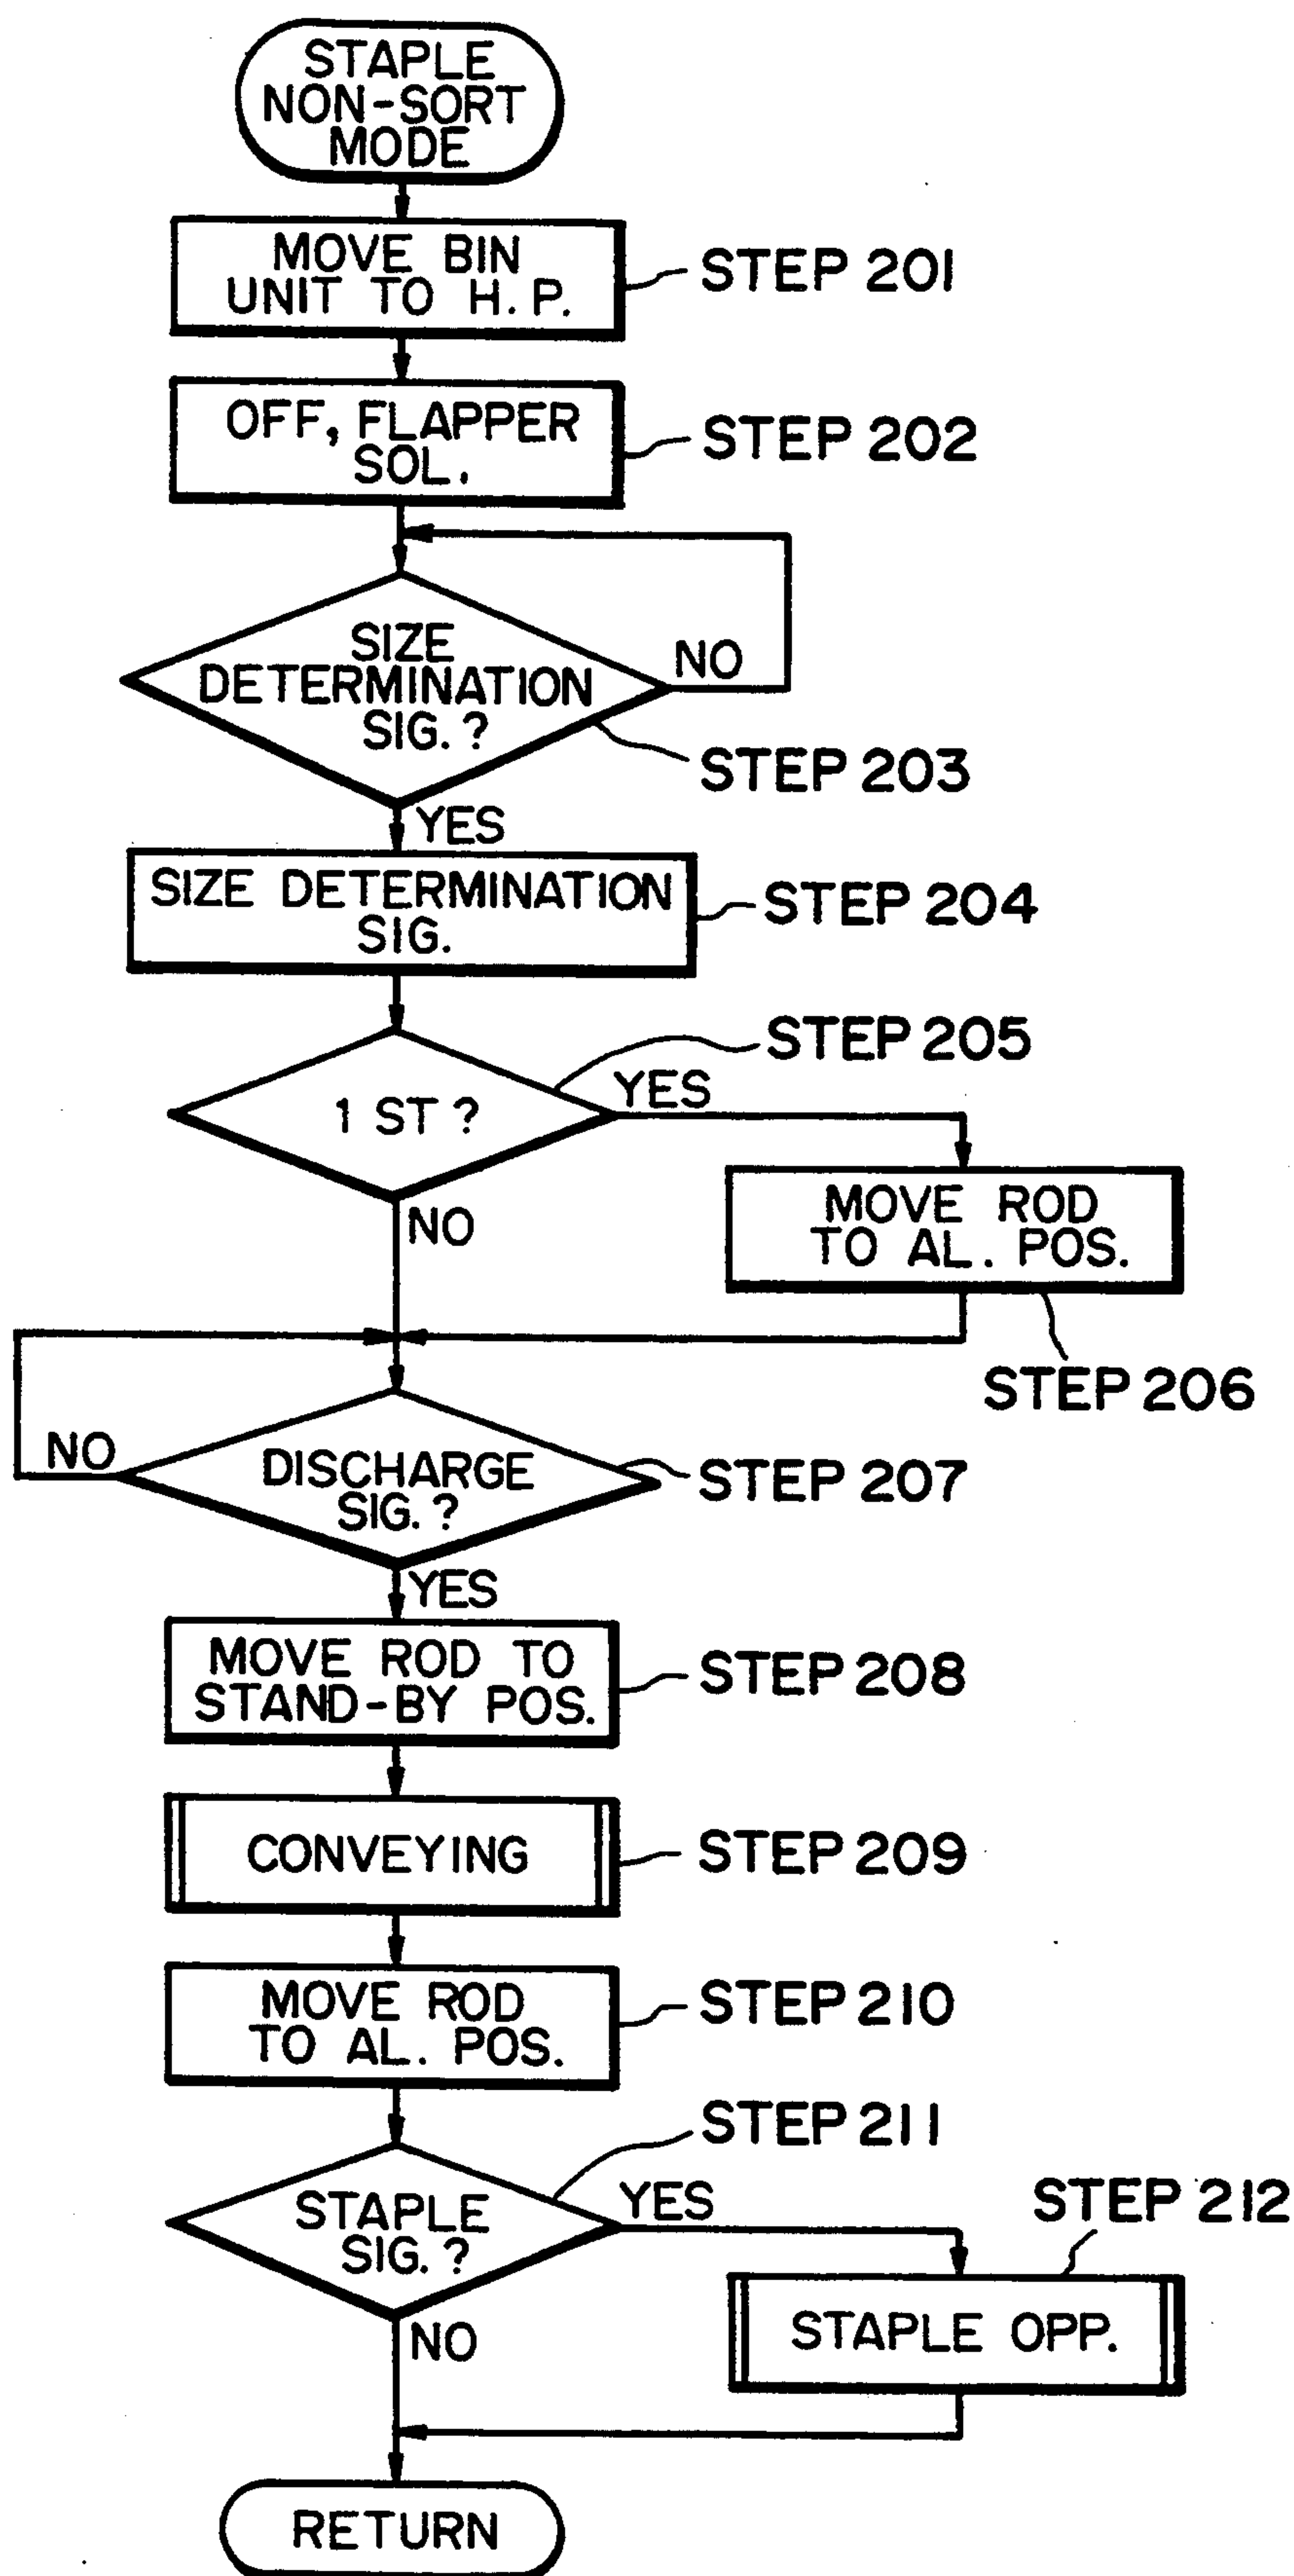 STAPLE
NON-SORT
MODE
MOVE BIN
UNIT TO H.P.
STEP 201
OFF, FLAPPER
SOL.
STEP 202
SIZE
DETERMINATION
SIG. ?
NO
STEP 203
YES
SIZE DETERMINATION
SIG.
STEP 204
STEP 205
1 ST ?
YES
NO
MOVE ROD
TO AL. POS.
STEP 206
NO
DISCHARGE
SIG. ?
STEP 207
YES
MOVE ROD TO
STAND-BY POS.
STEP 208
CONVEYING
STEP 209
MOVE ROD
TO AL. POS.
STEP 210
STEP 211
STAPLE
SIG. ?
YES
NO
STEP 212
STAPLE OPP.
RETURN